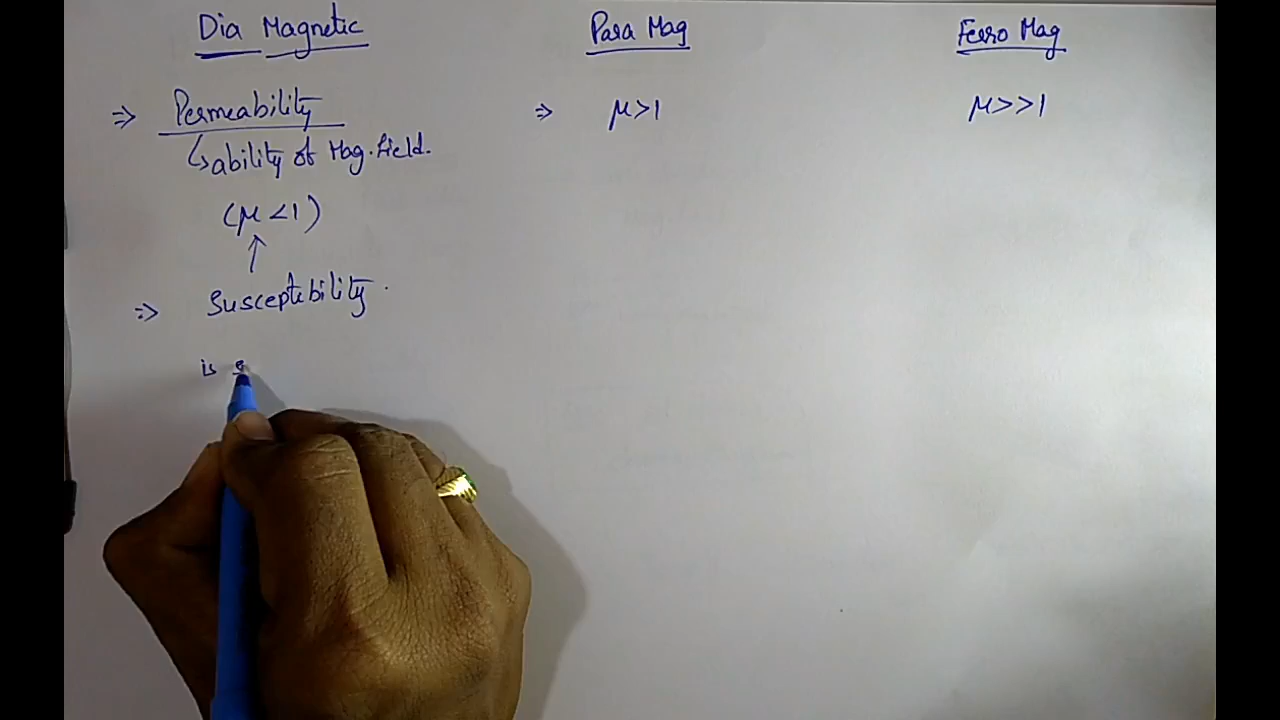 Dia Magnetic
Para Mag
Ferro Mag
⇒ Permeability
↳ ability of Mag. field.
(μ <1)
⇒ μ>1
μ>>1
↑
⇒ Susceptibility.
is